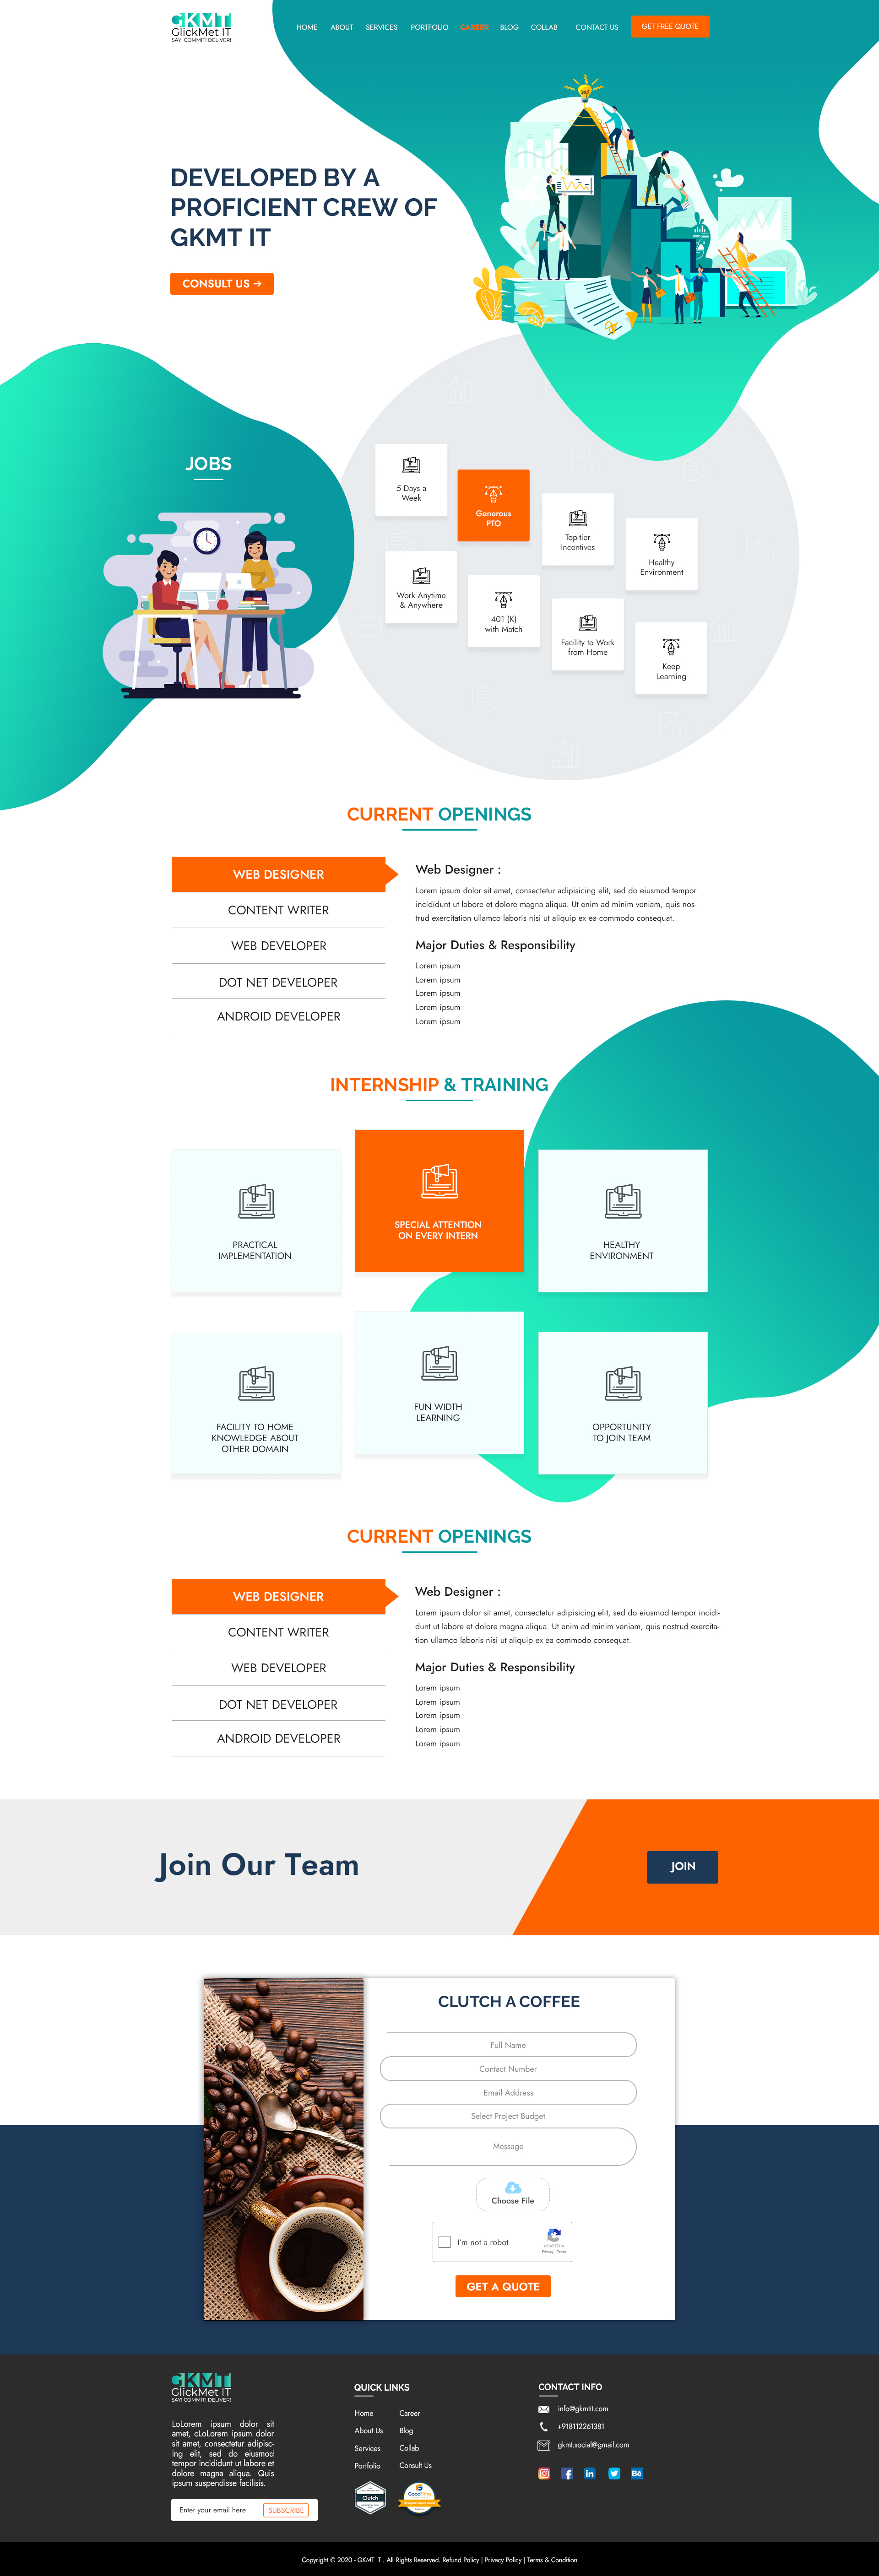 GKMT
GlickMet IT
SAY! COMMIT! DELIVER!
HOME ABOUT SERVICES PORTFOLIO CAREER BLOG COLLAB CONTACT US GET FREE QUOTE
DEVELOPED BY A
PROFICIENT CREW OF
GKMT IT
CONSULT US →
JOBS
5 Days a
Week
Generous
PTO
Top-tier
Incentives
Healthy
Environment
Work Anytime
& Anywhere
401 (K)
with Match
Facility to Work
from Home
Keep
Learning
CURRENT OPENINGS
WEB DESIGNER
CONTENT WRITER
WEB DEVELOPER
DOT NET DEVELOPER
ANDROID DEVELOPER
Web Designer :
Lorem ipsum dolor sit amet, consectetur adipisicing elit, sed do eiusmod tempor
incididunt ut labore et dolore magna aliqua. Ut enim ad minim veniam, quis nos-
trud exercitation ullamco laboris nisi ut aliquip ex ea commodo consequat.
Major Duties & Responsibility
Lorem ipsum
Lorem ipsum
Lorem ipsum
Lorem ipsum
Lorem ipsum
INTERNSHIP & TRAINING
PRACTICAL
IMPLEMENTATION
SPECIAL ATTENTION
ON EVERY INTERN
HEALTHY
ENVIRONMENT
FACILITY TO HOME
KNOWLEDGE ABOUT
OTHER DOMAIN
FUN WIDTH
LEARNING
OPPORTUNITY
TO JOIN TEAM
CURRENT OPENINGS
WEB DESIGNER
CONTENT WRITER
WEB DEVELOPER
DOT NET DEVELOPER
ANDROID DEVELOPER
Web Designer :
Lorem ipsum dolor sit amet, consectetur adipisicing elit, sed do eiusmod tempor incidi-
dunt ut labore et dolore magna aliqua. Ut enim ad minim veniam, quis nostrud exercita-
tion ullamco laboris nisi ut aliquip ex ea commodo consequat.
Major Duties & Responsibility
Lorem ipsum
Lorem ipsum
Lorem ipsum
Lorem ipsum
Lorem ipsum
Join Our Team
JOIN
CLUTCH A COFFEE
Full Name
Contact Number
Email Address
Select Project Budget
Message
Choose File
I'm not a robot
reCAPTCHA
Privacy - Terms
GET A QUOTE
GKMT
GlickMet IT
SAY! COMMIT! DELIVER!
LoLorem ipsum dolor sit
amet, cLoLorem ipsum dolor
sit amet, consectetur adipisc-
ing elit, sed do eiusmod
tempor incididunt ut labore et
dolore magna aliqua. Quis
ipsum suspendisse facilisis.
Enter your email here SUBSCRIBE
QUICK LINKS
Home Career
About Us Blog
Services Collab
Portfolio Consult Us
Clutch
GoodFirms
CONTACT INFO
info@gkmtit.com
+918112261381
gkmt.social@gmail.com
Copyright © 2020 - GKMT IT . All Rights Reserved. Refund Policy | Privacy Policy | Terms & Condition